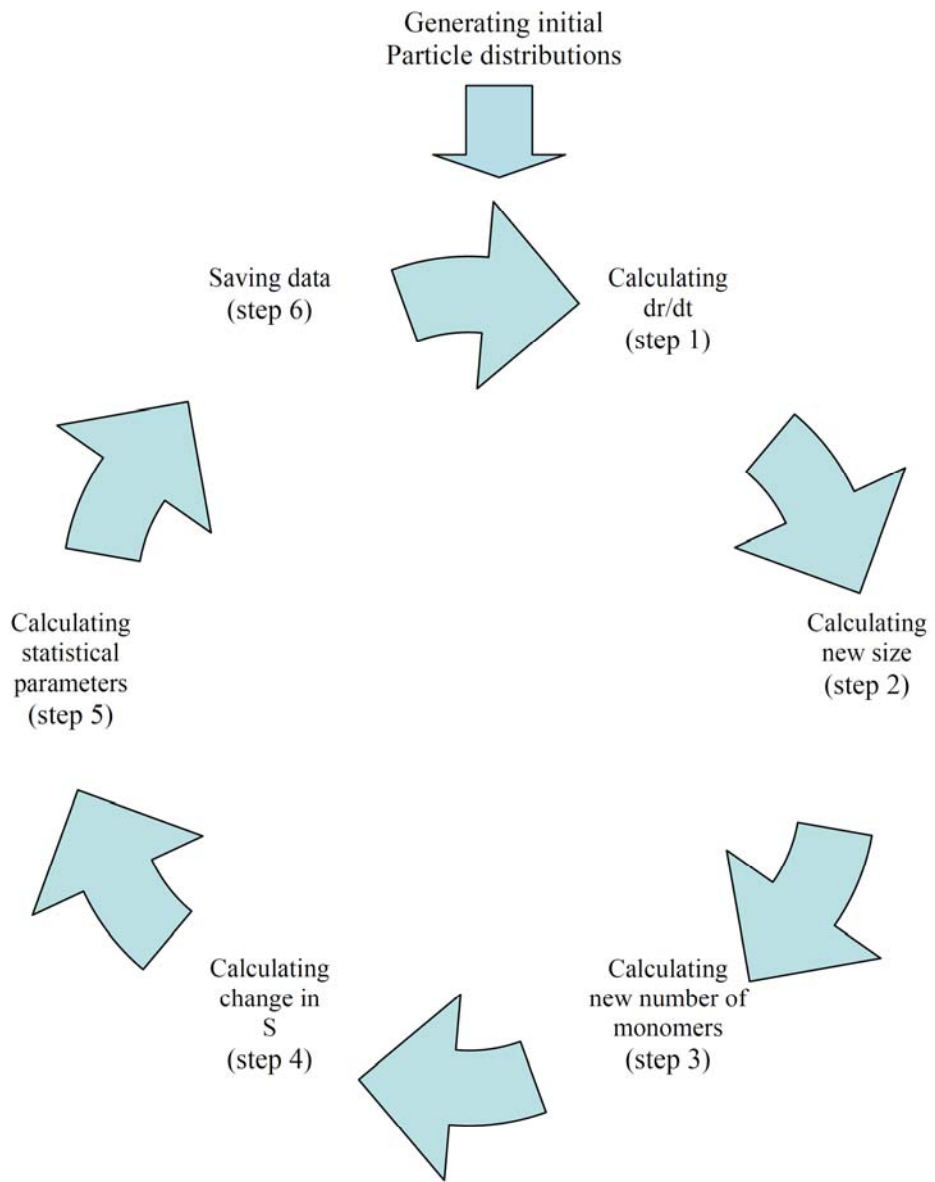 Generating initial
Particle distributions
Saving data
(step 6)
Calculating
dr/dt
(step 1)
Calculating
new size
(step 2)
Calculating
new number of
monomers
(step 3)
Calculating
change in
S
(step 4)
Calculating
statistical
parameters
(step 5)